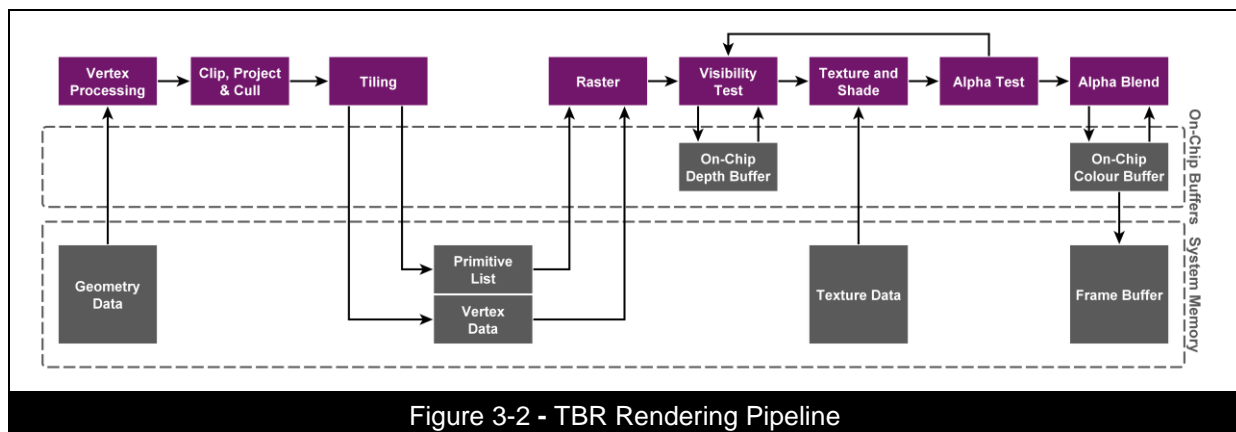 Vertex
Processing
Clip, Project
& Cull
Tiling
Raster
Visibility
Test
Texture and
Shade
Alpha Test
Alpha Blend
On-Chip
Depth Buffer
On-Chip
Colour Buffer
On-Chip Buffers
Geometry
Data
Primitive
List
Vertex
Data
Texture Data
Frame Buffer
System Memory
Figure 3-2 - TBR Rendering Pipeline